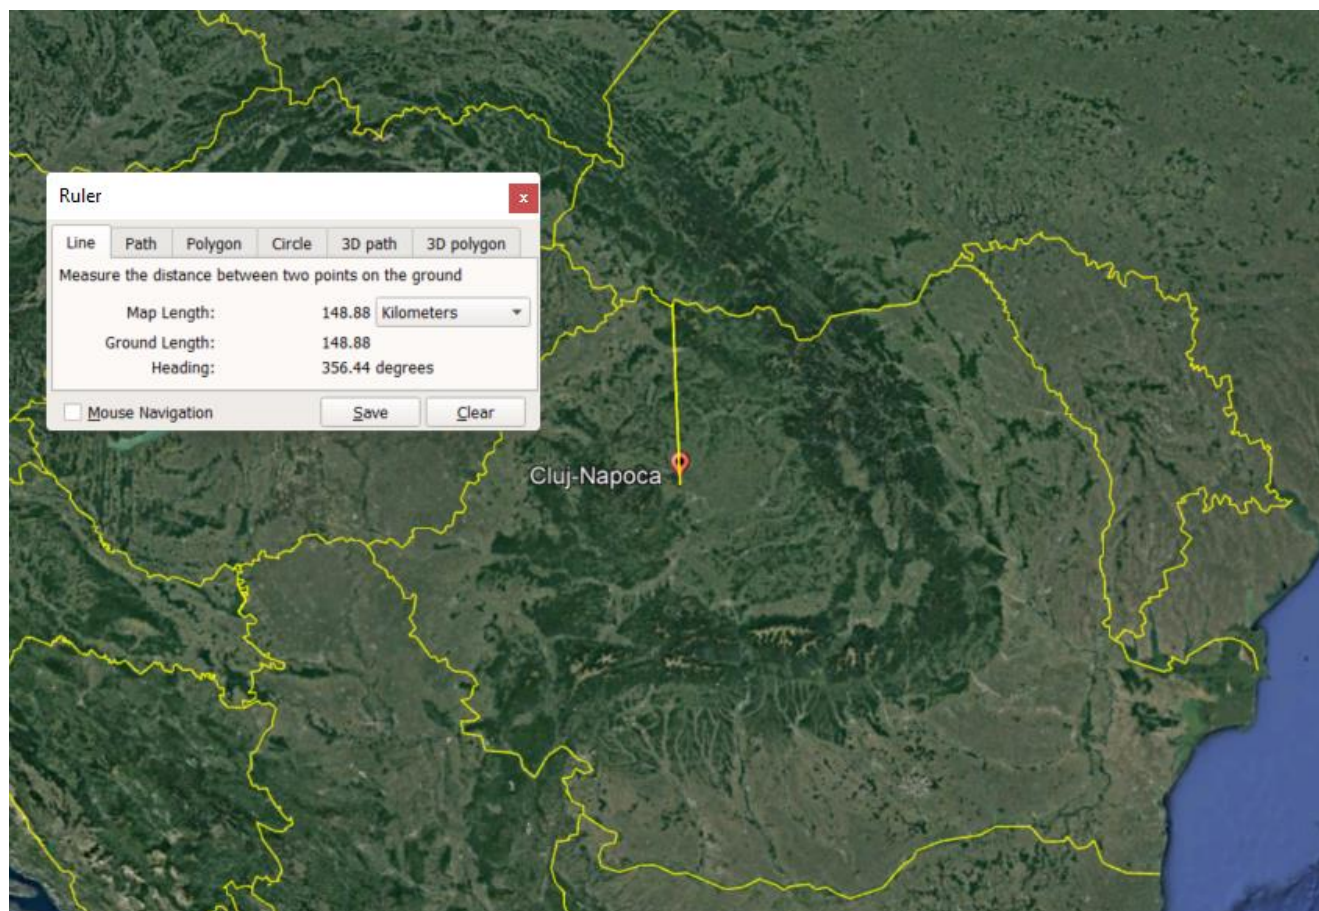 Ruler
x
Line Path Polygon Circle 3D path 3D polygon
Measure the distance between two points on the ground
Map Length: 148.88 Kilometers
Ground Length: 148.88
Heading: 356.44 degrees
Mouse Navigation Save Clear
Cluj-Napoca